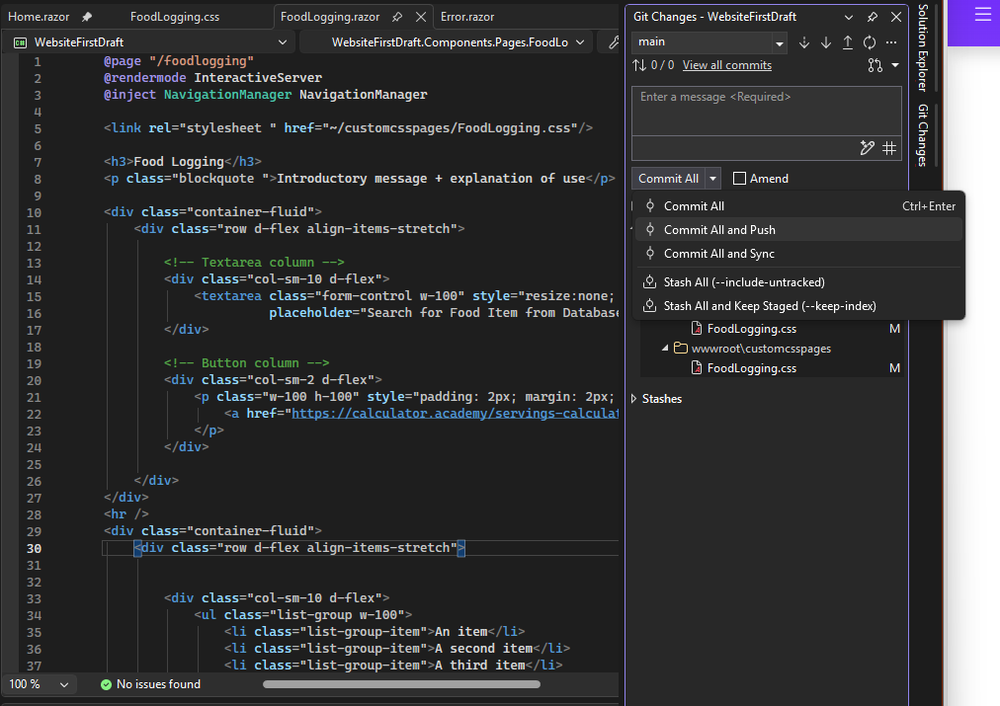 Home.razor
FoodLogging.css
FoodLogging.razor
Error.razor
C# WebsiteFirstDraft
WebsiteFirstDraft.Components.Pages.FoodLo
1 @page "/foodlogging"
2 @rendermode InteractiveServer
3 @inject NavigationManager NavigationManager
4
5 <link rel="stylesheet " href="~/customcsspages/FoodLogging.css"/>
6
7 <h3>Food Logging</h3>
8 <p class="blockquote ">Introductory message + explanation of use</p>
9
10 <div class="container-fluid">
11 <div class="row d-flex align-items-stretch">
12
13 <!-- Textarea column -->
14 <div class="col-sm-10 d-flex">
15 <textarea class="form-control w-100" style="resize:none;
16 placeholder="Search for Food Item from Database
17 </div>
18
19 <!-- Button column -->
20 <div class="col-sm-2 d-flex">
21 <p class="w-100 h-100" style="padding: 2px; margin: 2px;
22 <a href="https://calculator.academy/servings-calculat
23 </p>
24 </div>
25
26 </div>
27 </div>
28 <hr />
29 <div class="container-fluid">
30 <div class="row d-flex align-items-stretch">
31
32
33 <div class="col-sm-10 d-flex">
34 <ul class="list-group w-100">
35 <li class="list-group-item">An item</li>
36 <li class="list-group-item">A second item</li>
37 <li class="list-group-item">A third item</li>
100 %
No issues found
Git Changes - WebsiteFirstDraft
main
0 / 0 View all commits
Enter a message <Required>
Commit All
Amend
Commit All Ctrl+Enter
Commit All and Push
Commit All and Sync
Stash All (--include-untracked)
Stash All and Keep Staged (--keep-index)
FoodLogging.css M
wwwroot\customcsspages
FoodLogging.css M
Stashes
Solution Explorer
Git Changes